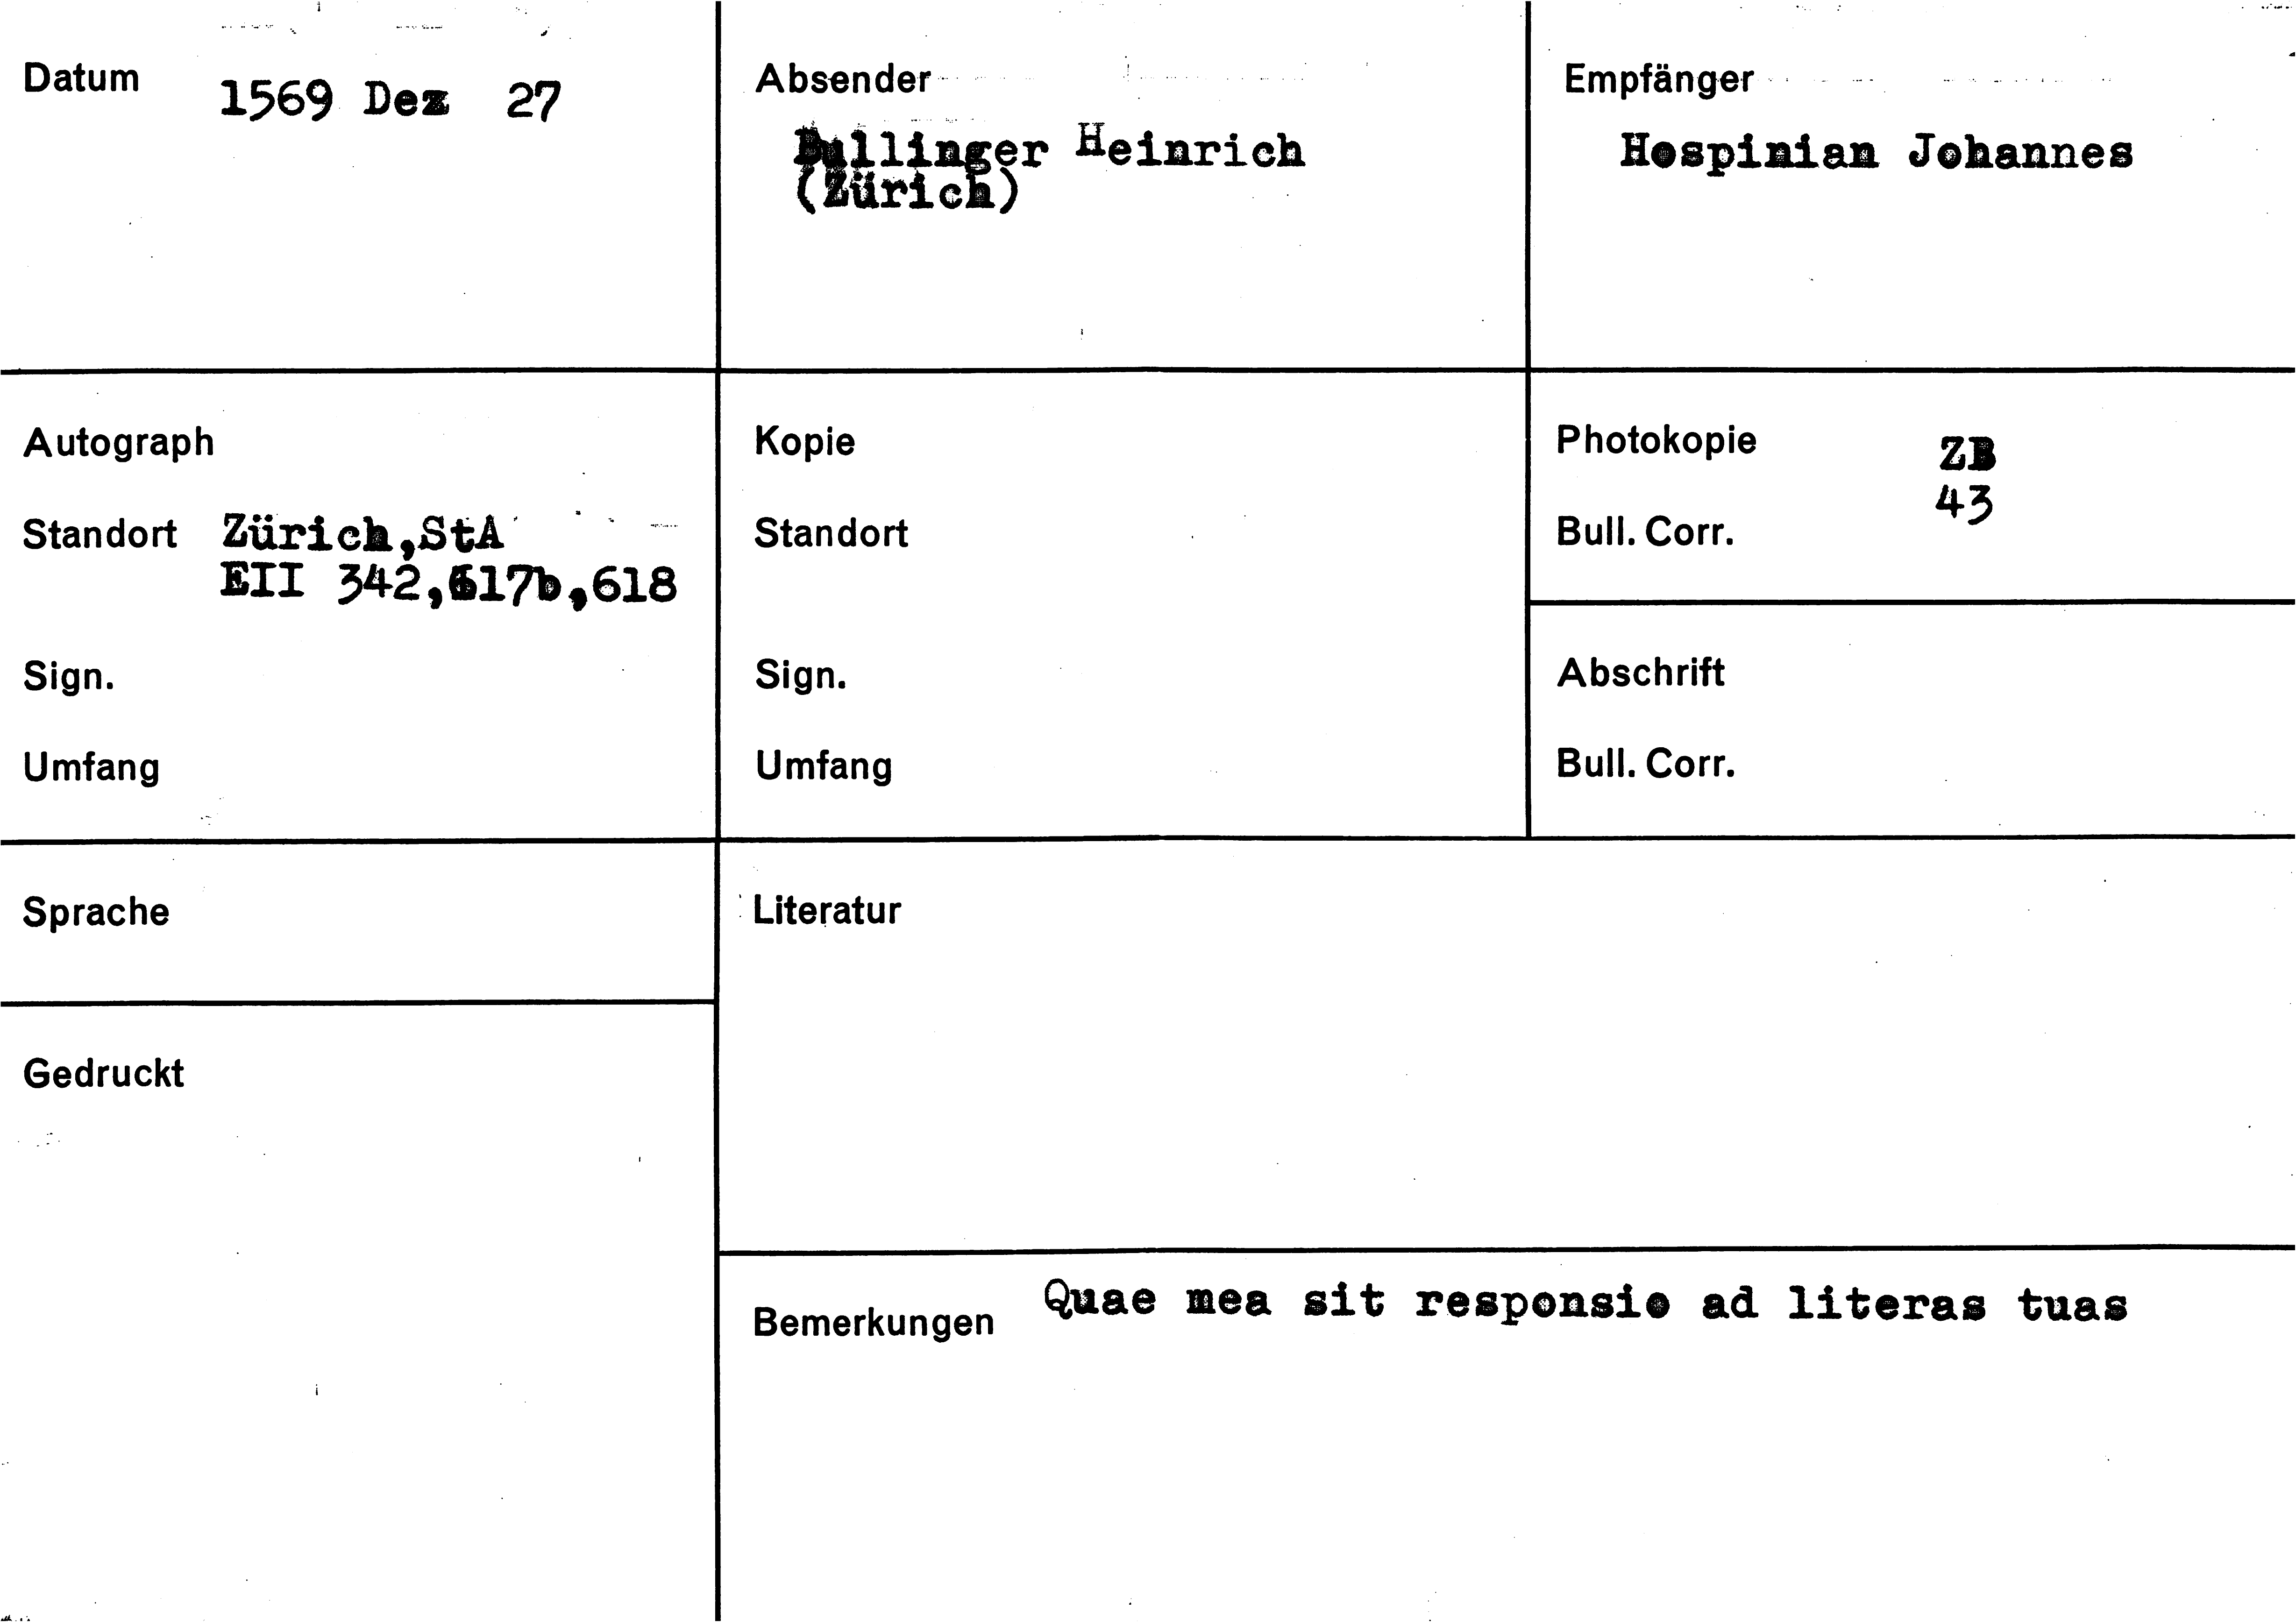 Datum 1569 Dez 27
Absender
Bullinger Heinrich
(Zürich)
Empfänger
Hospinian Johannes
Autograph
Standort Zürich,StA
EII 342,617b,618
Sign.
Umfang
Kopie
Standort
Sign.
Umfang
Photokopie ZB
43
Bull. Corr.
Abschrift
Bull. Corr.
Sprache
Gedruckt
Literatur
Bemerkungen Quae mea sit responsio ad literas tuas